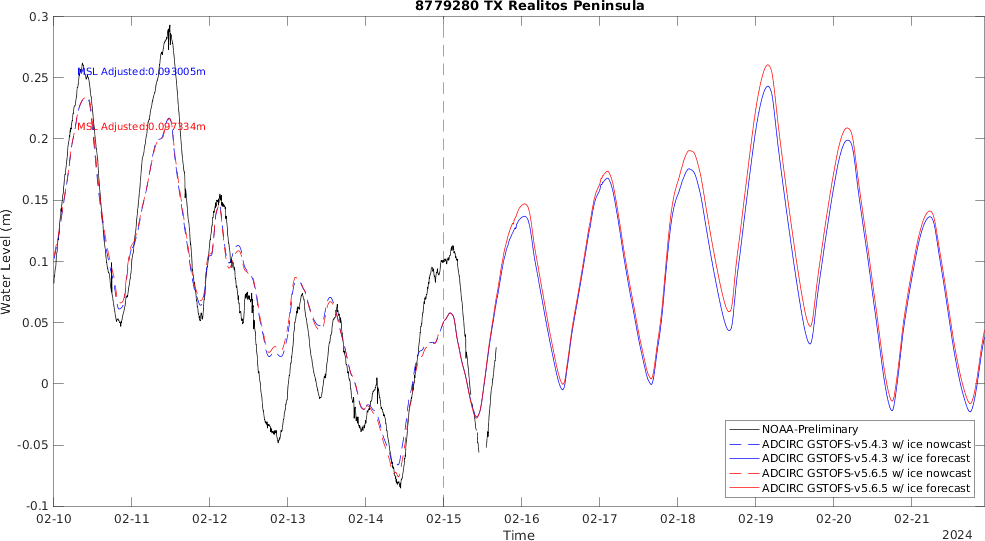 8779280 TX Realitos Peninsula
0.3
0.25
0.2
0.15
0.1
0.05
0
-0.05
-0.1
Water Level (m)
MSL Adjusted:0.093005m
MSL Adjusted:0.097334m
NOAA-Preliminary
ADCIRC GSTOFS-v5.4.3 w/ ice nowcast
ADCIRC GSTOFS-v5.4.3 w/ ice forecast
ADCIRC GSTOFS-v5.6.5 w/ ice nowcast
ADCIRC GSTOFS-v5.6.5 w/ ice forecast
02-10 02-11 02-12 02-13 02-14 02-15 02-16 02-17 02-18 02-19 02-20 02-21
Time
2024